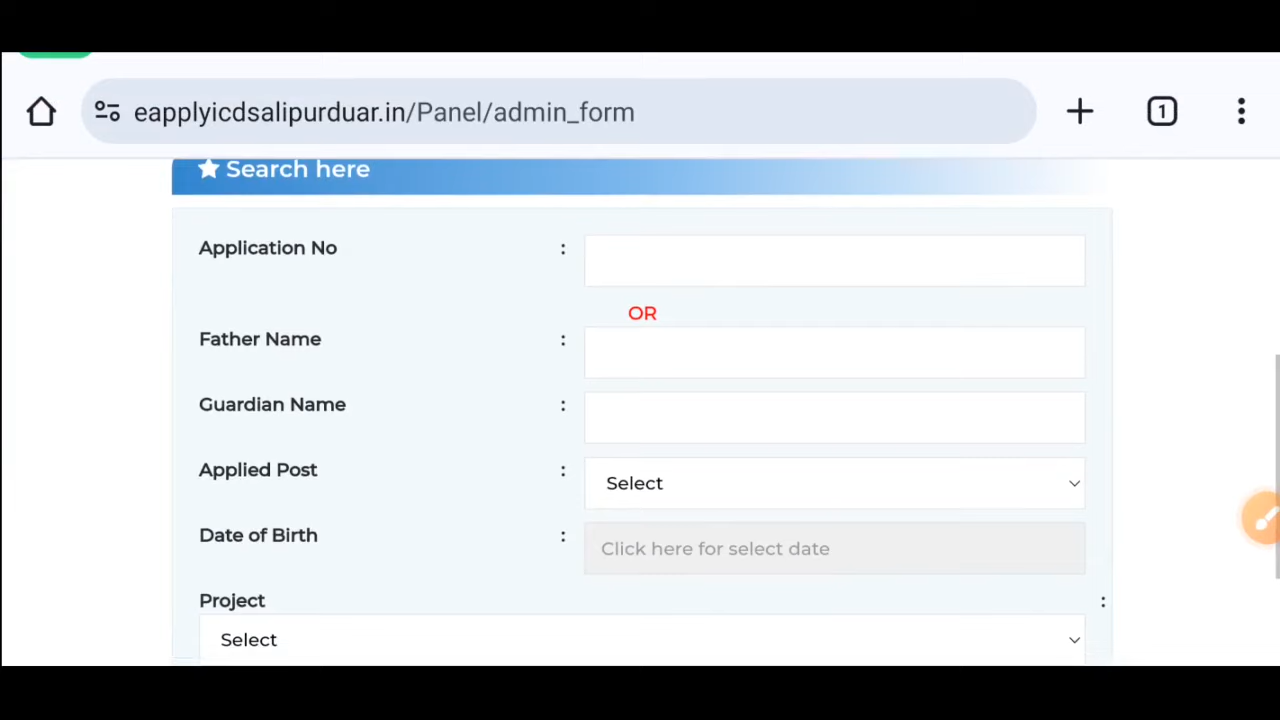 eapplyicdsalipurduar.in/Panel/admin_form
1
Search here
Application No :
OR
Father Name :
Guardian Name :
Applied Post : Select
Date of Birth : Click here for select date
Project :
Select